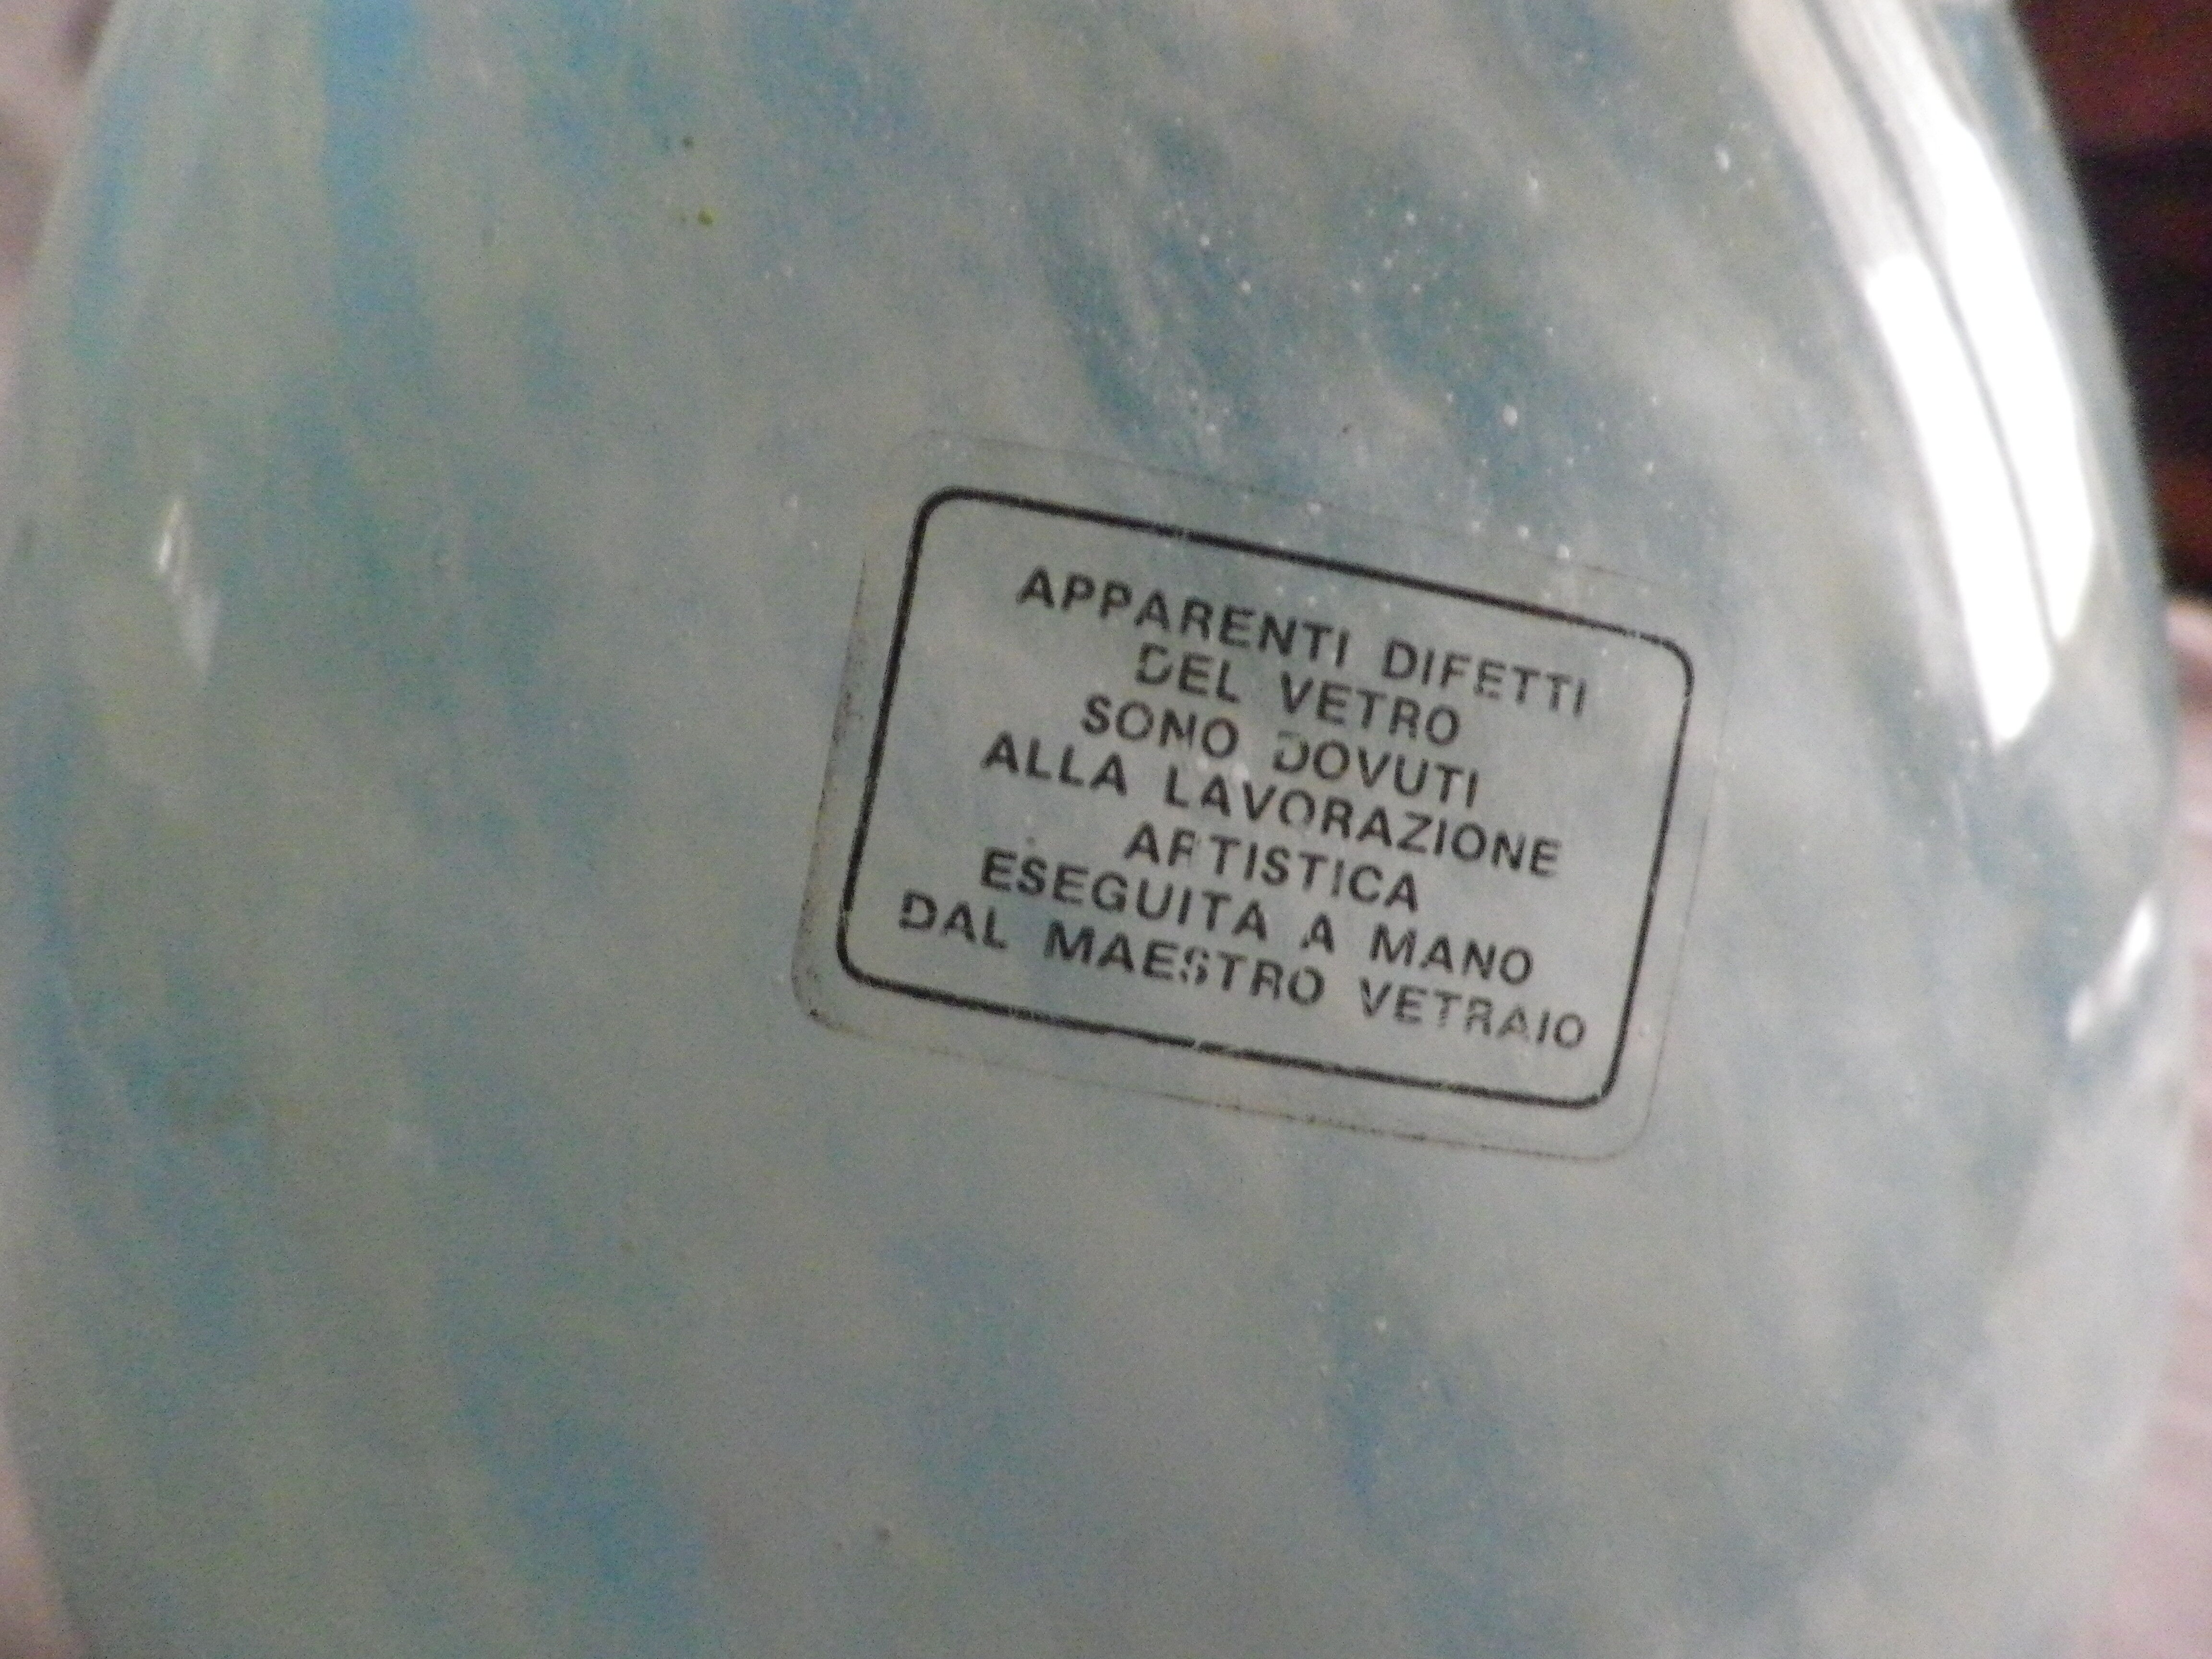 APPARENTI DIFETTI
DEL VETRO
SONO DOVUTI
ALLA LAVORAZIONE
ARTISTICA
ESEGUITA A MANO
DAL MAESTRO VETRAIO